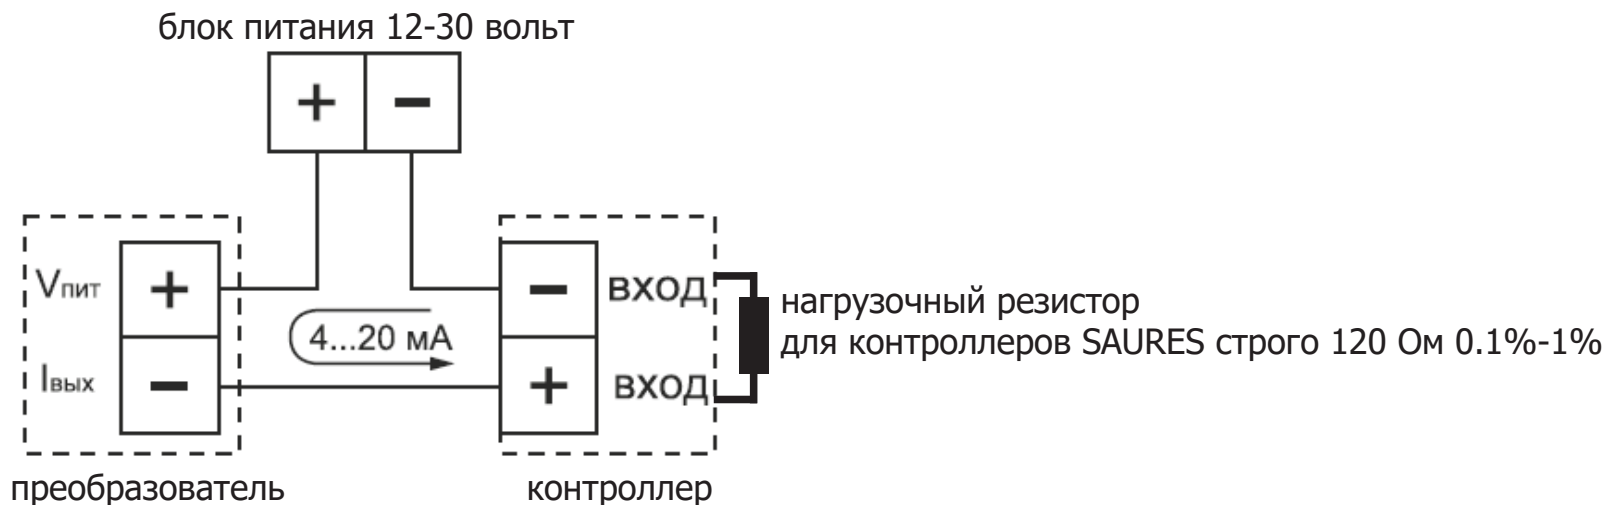 блок питания 12-30 вольт
+ −
Vпит + − вход
4...20 мА
Iвых − + вход
нагрузочный резистор
для контроллеров SAURES строго 120 Ом 0.1%-1%
преобразователь
контроллер